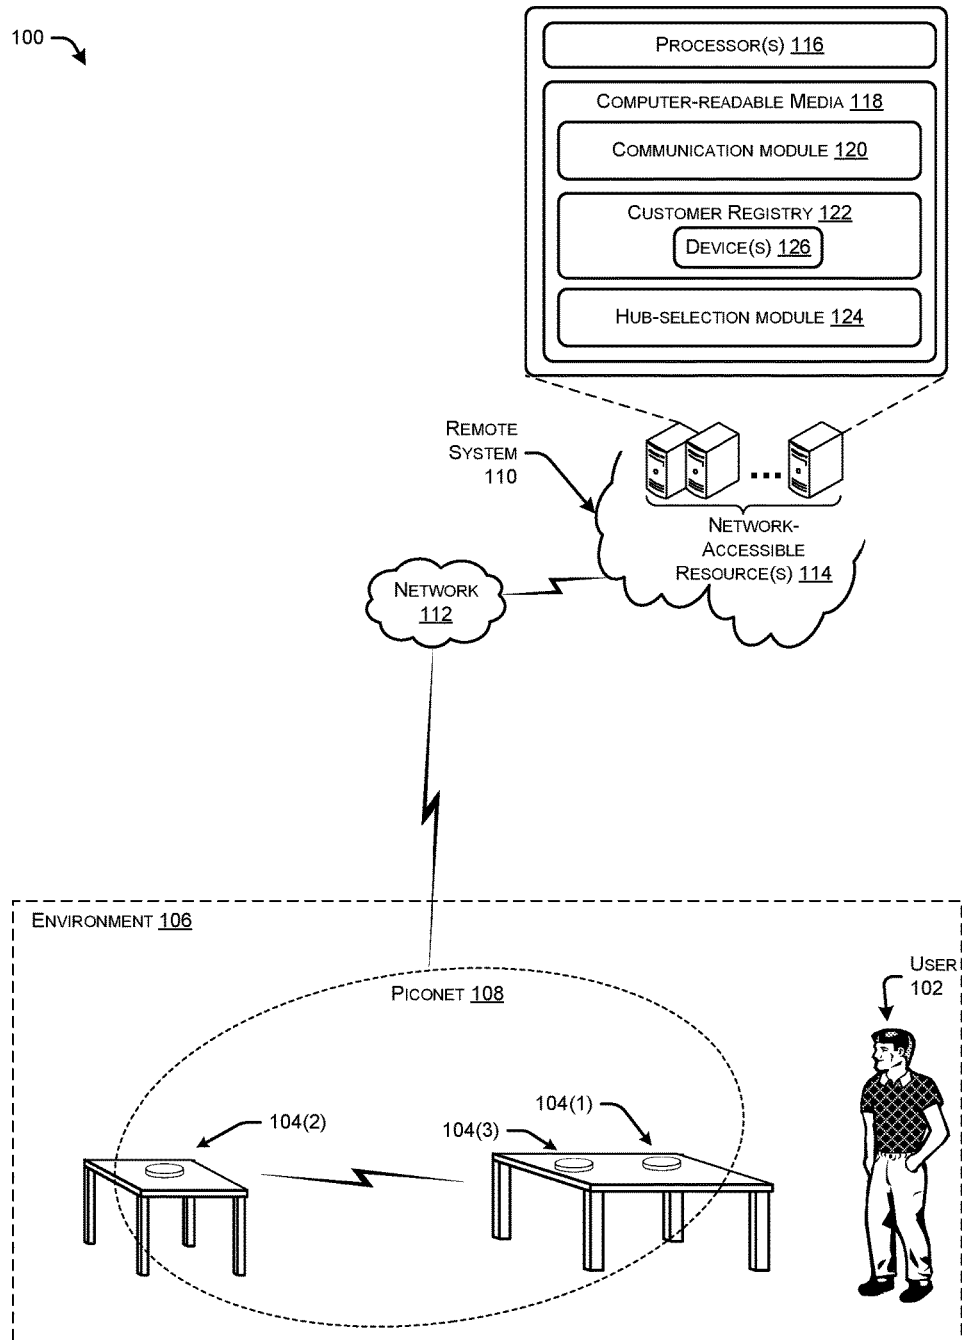 100
PROCESSOR(S) 116
COMPUTER-READABLE MEDIA 118
COMMUNICATION MODULE 120
CUSTOMER REGISTRY 122
DEVICE(S) 126
HUB-SELECTION MODULE 124
REMOTE
SYSTEM
110
NETWORK-
ACCESSIBLE
RESOURCE(S) 114
NETWORK
112
ENVIRONMENT 106
USER
102
PICONET 108
104(1)
104(2)
104(3)